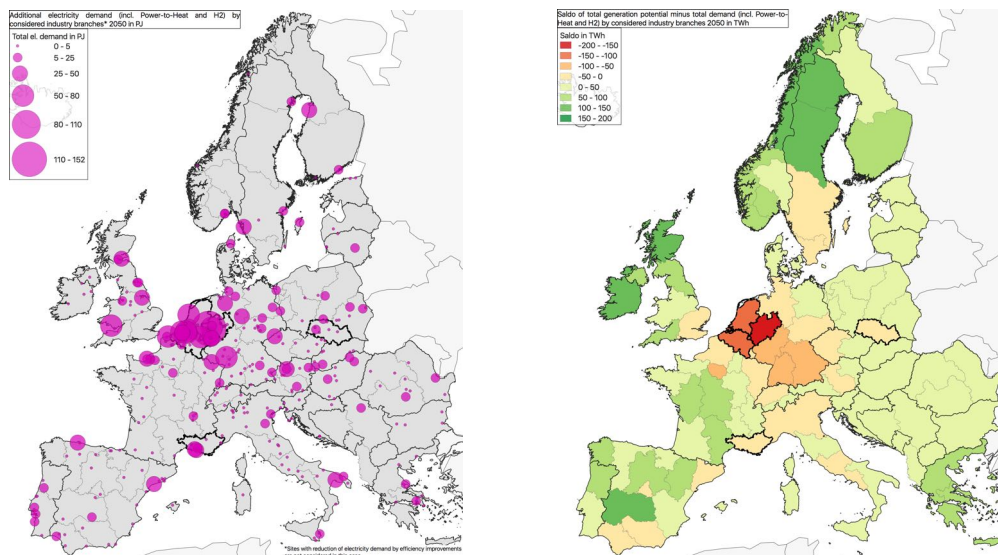 Additional electricity demand (incl. Power-to-Heat and H2) by
considered industry branches* 2050 in PJ
Total el. demand in PJ
0 - 5
5 - 25
25 - 50
50 - 80
80 - 110
110 - 152
*Sites with reduction of electricity demand by efficiency improvements
Saldo of total generation potential minus total demand (incl. Power-to-
Heat and H2) by considered industry branches 2050 in TWh
Saldo in TWh
-200 - -150
-150 - -100
-100 - -50
-50 - 0
0 - 50
50 - 100
100 - 150
150 - 200